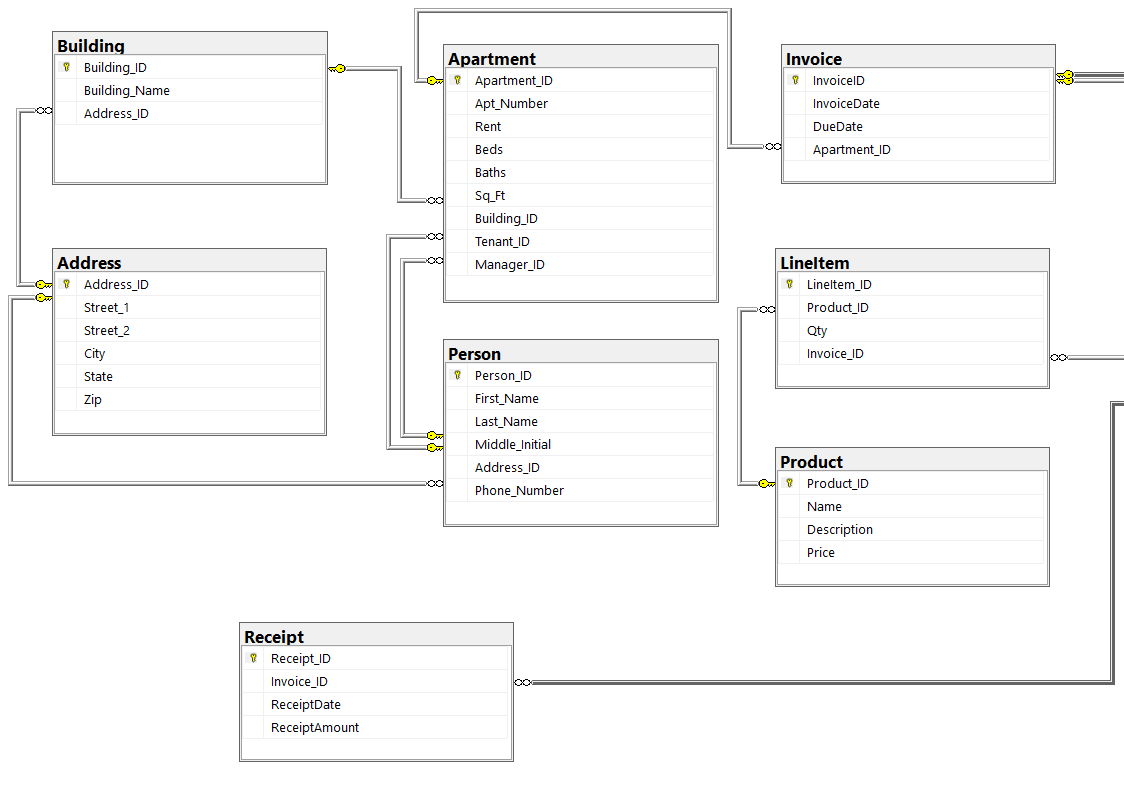 Building
Building_ID
Building_Name
Address_ID
Address
Address_ID
Street_1
Street_2
City
State
Zip
Apartment
Apartment_ID
Apt_Number
Rent
Beds
Baths
Sq_Ft
Building_ID
Tenant_ID
Manager_ID
Person
Person_ID
First_Name
Last_Name
Middle_Initial
Address_ID
Phone_Number
Invoice
InvoiceID
InvoiceDate
DueDate
Apartment_ID
LineItem
LineItem_ID
Product_ID
Qty
Invoice_ID
Product
Product_ID
Name
Description
Price
Receipt
Receipt_ID
Invoice_ID
ReceiptDate
ReceiptAmount